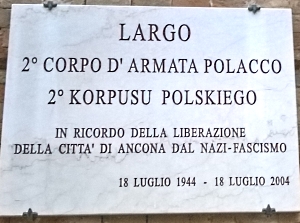 LARGO
2° CORPO D' ARMATA POLACCO
2° KORPUSU POLSKIEGO
IN RICORDO DELLA LIBERAZIONE
DELLA CITTA' DI ANCONA DAL NAZI-FASCISMO
18 LUGLIO 1944 - 18 LUGLIO 2004